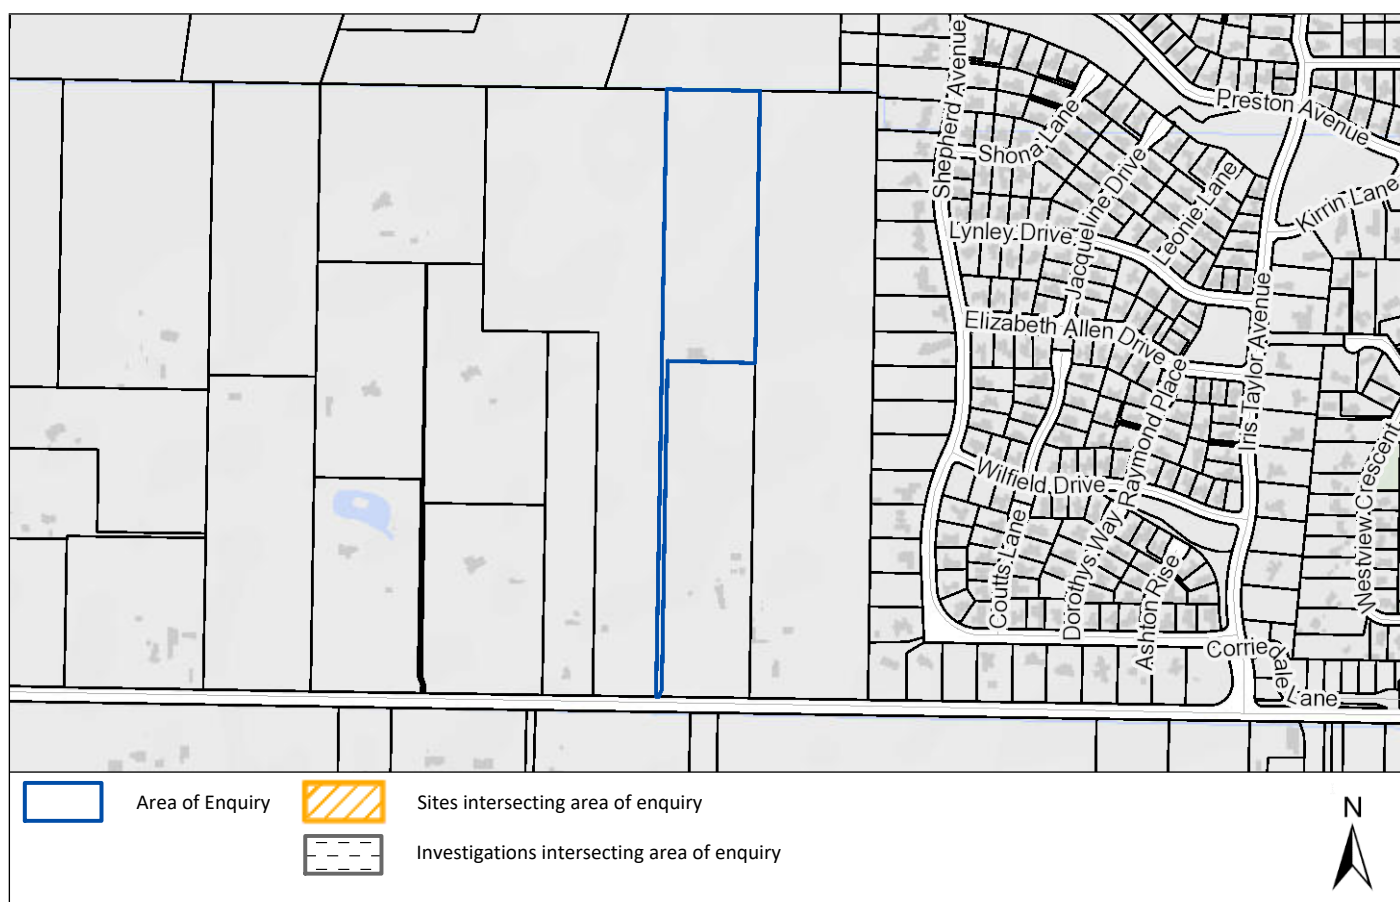 Shepherd Avenue
Shona Lane
Preston Avenue
Jacqueline Drive
Leonie Lane
Kirrin Lane
Lynley Drive
Elizabeth Allen Drive
Iris Taylor Avenue
Raymond Place
Wilfield Drive
Westview Crescent
Coutts Lane
Dorothys Way
Ashton Rise
Corriedale
Lane
Area of Enquiry
Sites intersecting area of enquiry
Investigations intersecting area of enquiry
N